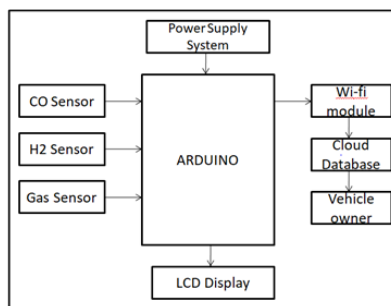 Power Supply
System
CO Sensor
Wi-fi
module
H2 Sensor
ARDUINO
Cloud
Database
Gas Sensor
Vehicle
owner
LCD Display